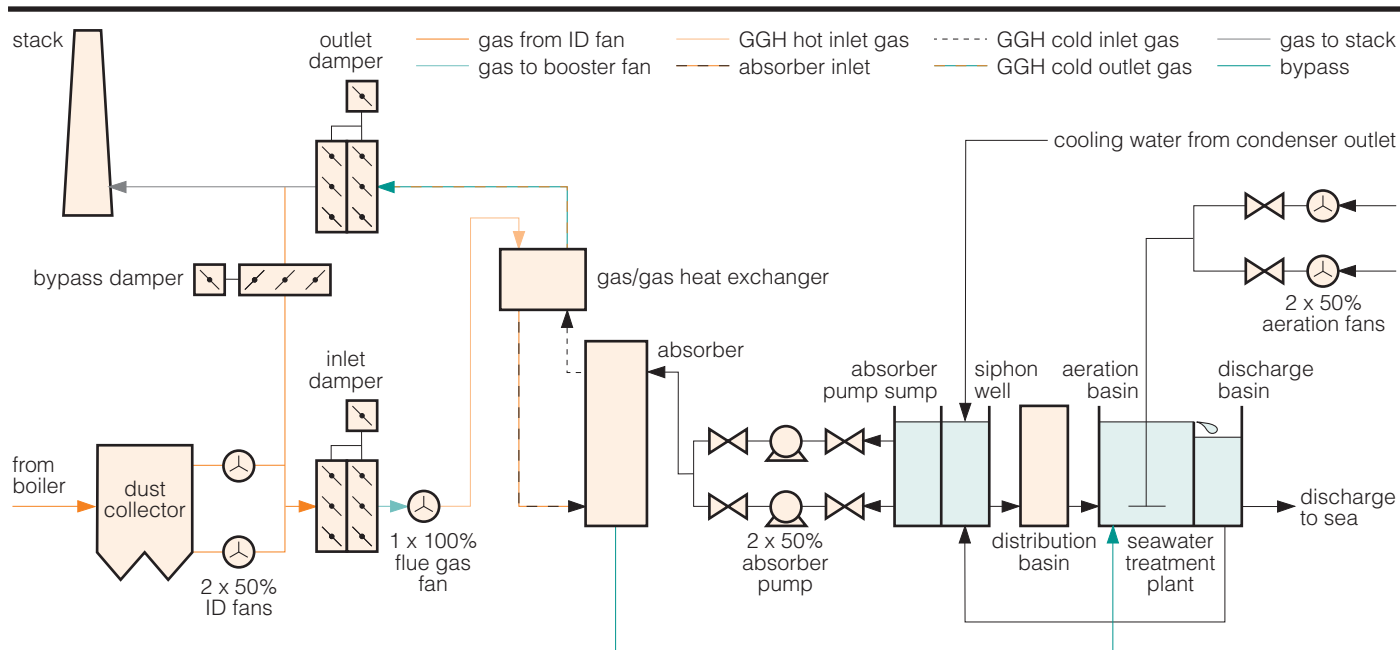 stack
outlet
damper
gas from ID fan
GGH hot inlet gas
GGH cold inlet gas
gas to stack
gas to booster fan
absorber inlet
GGH cold outlet gas
bypass
cooling water from condenser outlet
bypass damper
gas/gas heat exchanger
2 x 50%
aeration fans
inlet
damper
absorber
absorber
pump sump
siphon
well
aeration
basin
discharge
basin
from
boiler
dust
collector
2 x 50%
ID fans
1 x 100%
flue gas
fan
2 x 50%
absorber
pump
distribution
basin
seawater
treatment
plant
discharge
to sea